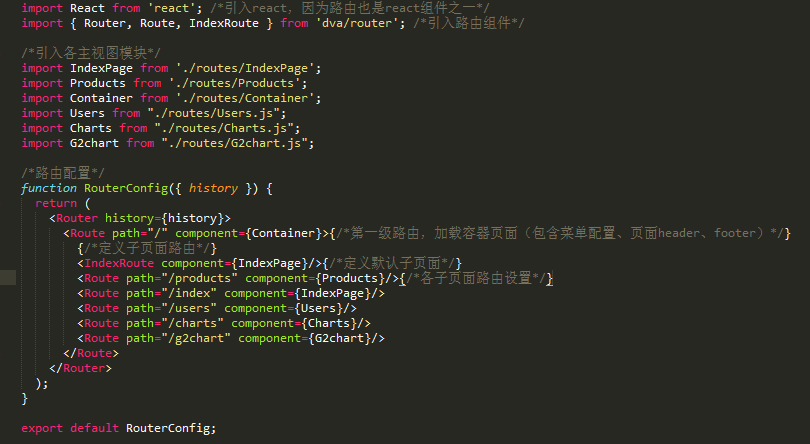 import React from 'react'; /*引入react，因为路由也是react组件之一*/
import { Router, Route, IndexRoute } from 'dva/router'; /*引入路由组件*/
/*引入各主视图模块*/
import IndexPage from './routes/IndexPage';
import Products from './routes/Products';
import Container from './routes/Container';
import Users from "./routes/Users.js";
import Charts from "./routes/Charts.js";
import G2chart from "./routes/G2chart.js";
/*路由配置*/
function RouterConfig({ history }) {
  return (
    <Router history={history}>
      <Route path="/" component={Container}>{/*第一级路由，加载容器页面（包含菜单配置、页面header、footer）*/}
        {/*定义子页面路由*/}
        <IndexRoute component={IndexPage}/>{/*定义默认子页面*/}
        <Route path="/products" component={Products}/>{/*各子页面路由设置*/}
        <Route path="/index" component={IndexPage}/>
        <Route path="/users" component={Users}/>
        <Route path="/charts" component={Charts}/>
        <Route path="/g2chart" component={G2chart}/>
      </Route>
    </Router>
  );
}
export default RouterConfig;